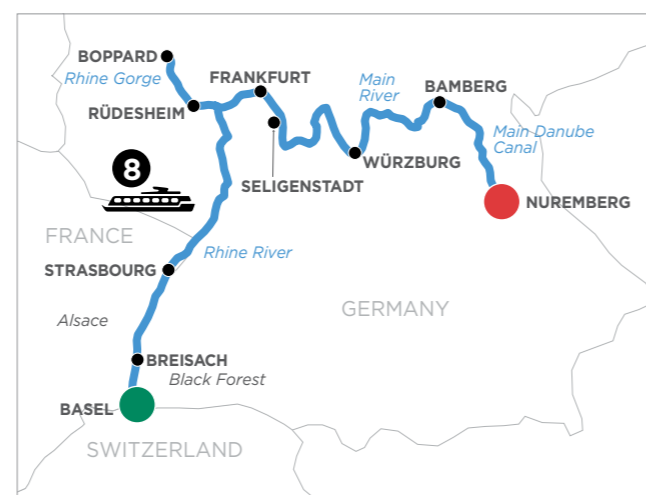 BOPPARD
Rhine Gorge
RÜDESHEIM
FRANKFURT
SELIGENSTADT
Main
River
WÜRZBURG
BAMBERG
Main Danube
Canal
NUREMBERG
8
FRANCE
Rhine River
STRASBOURG
GERMANY
Alsace
BREISACH
Black Forest
BASEL
SWITZERLAND